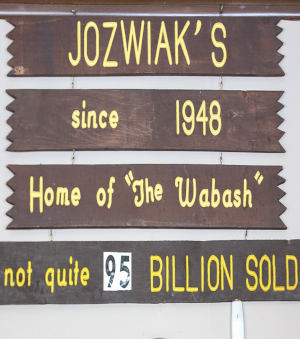 JOZWIAK'S
since 1948
Home of "The Wabash"
not quite 95 BILLION SOLD